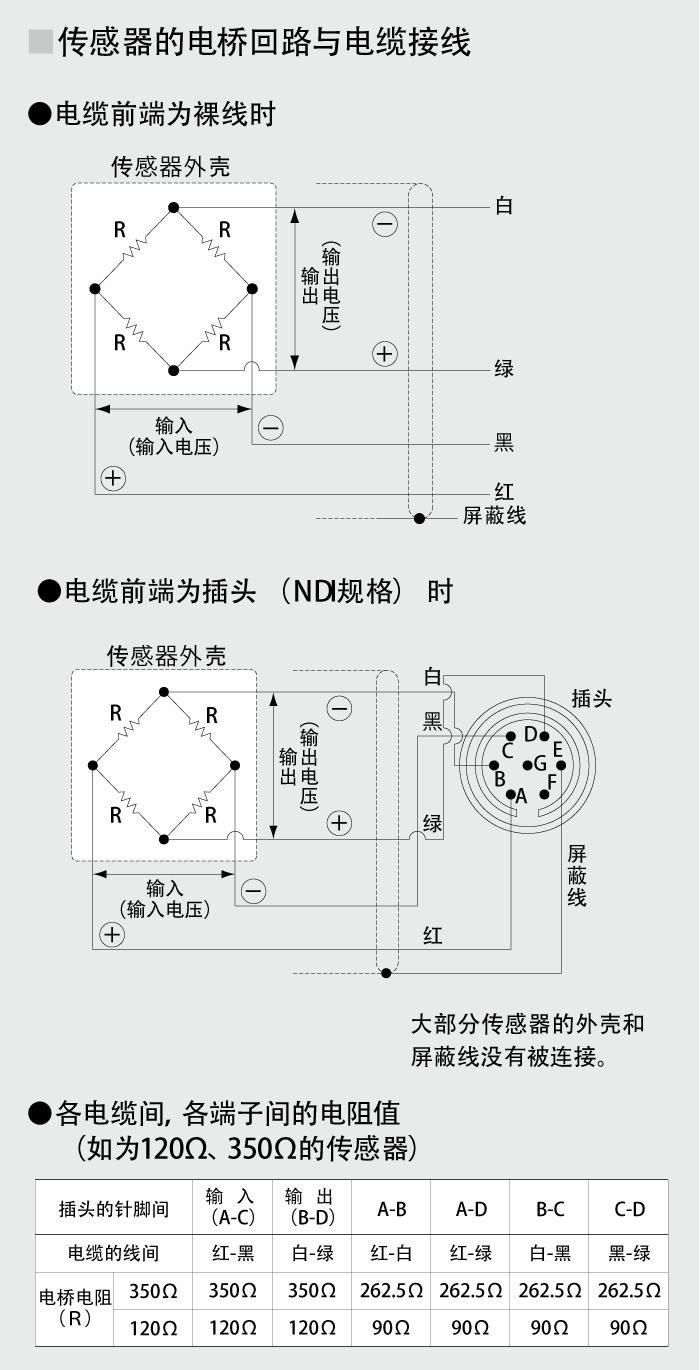 传感器的电桥回路与电缆接线
●电缆前端为裸线时
传感器外壳
R
R
R
R
输出
（输出电压）
－
＋
白
绿
黑
红
屏蔽线
输入
（输入电压）
－
＋
●电缆前端为插头 （NDI规格） 时
传感器外壳
R
R
R
R
输出
（输出电压）
－
＋
白
黑
绿
红
插头
D
C
E
G
B
F
A
屏蔽线
输入
（输入电压）
－
＋
大部分传感器的外壳和
屏蔽线没有被连接。
●各电缆间, 各端子间的电阻值
（如为120Ω、350Ω的传感器）
插头的针脚间 输 入（A-C） 输 出（B-D） A-B A-D B-C C-D
电缆的线间 红-黑 白-绿 红-白 红-绿 白-黑 黑-绿
电桥电阻（R） 350Ω 350Ω 350Ω 262.5Ω 262.5Ω 262.5Ω 262.5Ω
120Ω 120Ω 120Ω 90Ω 90Ω 90Ω 90Ω